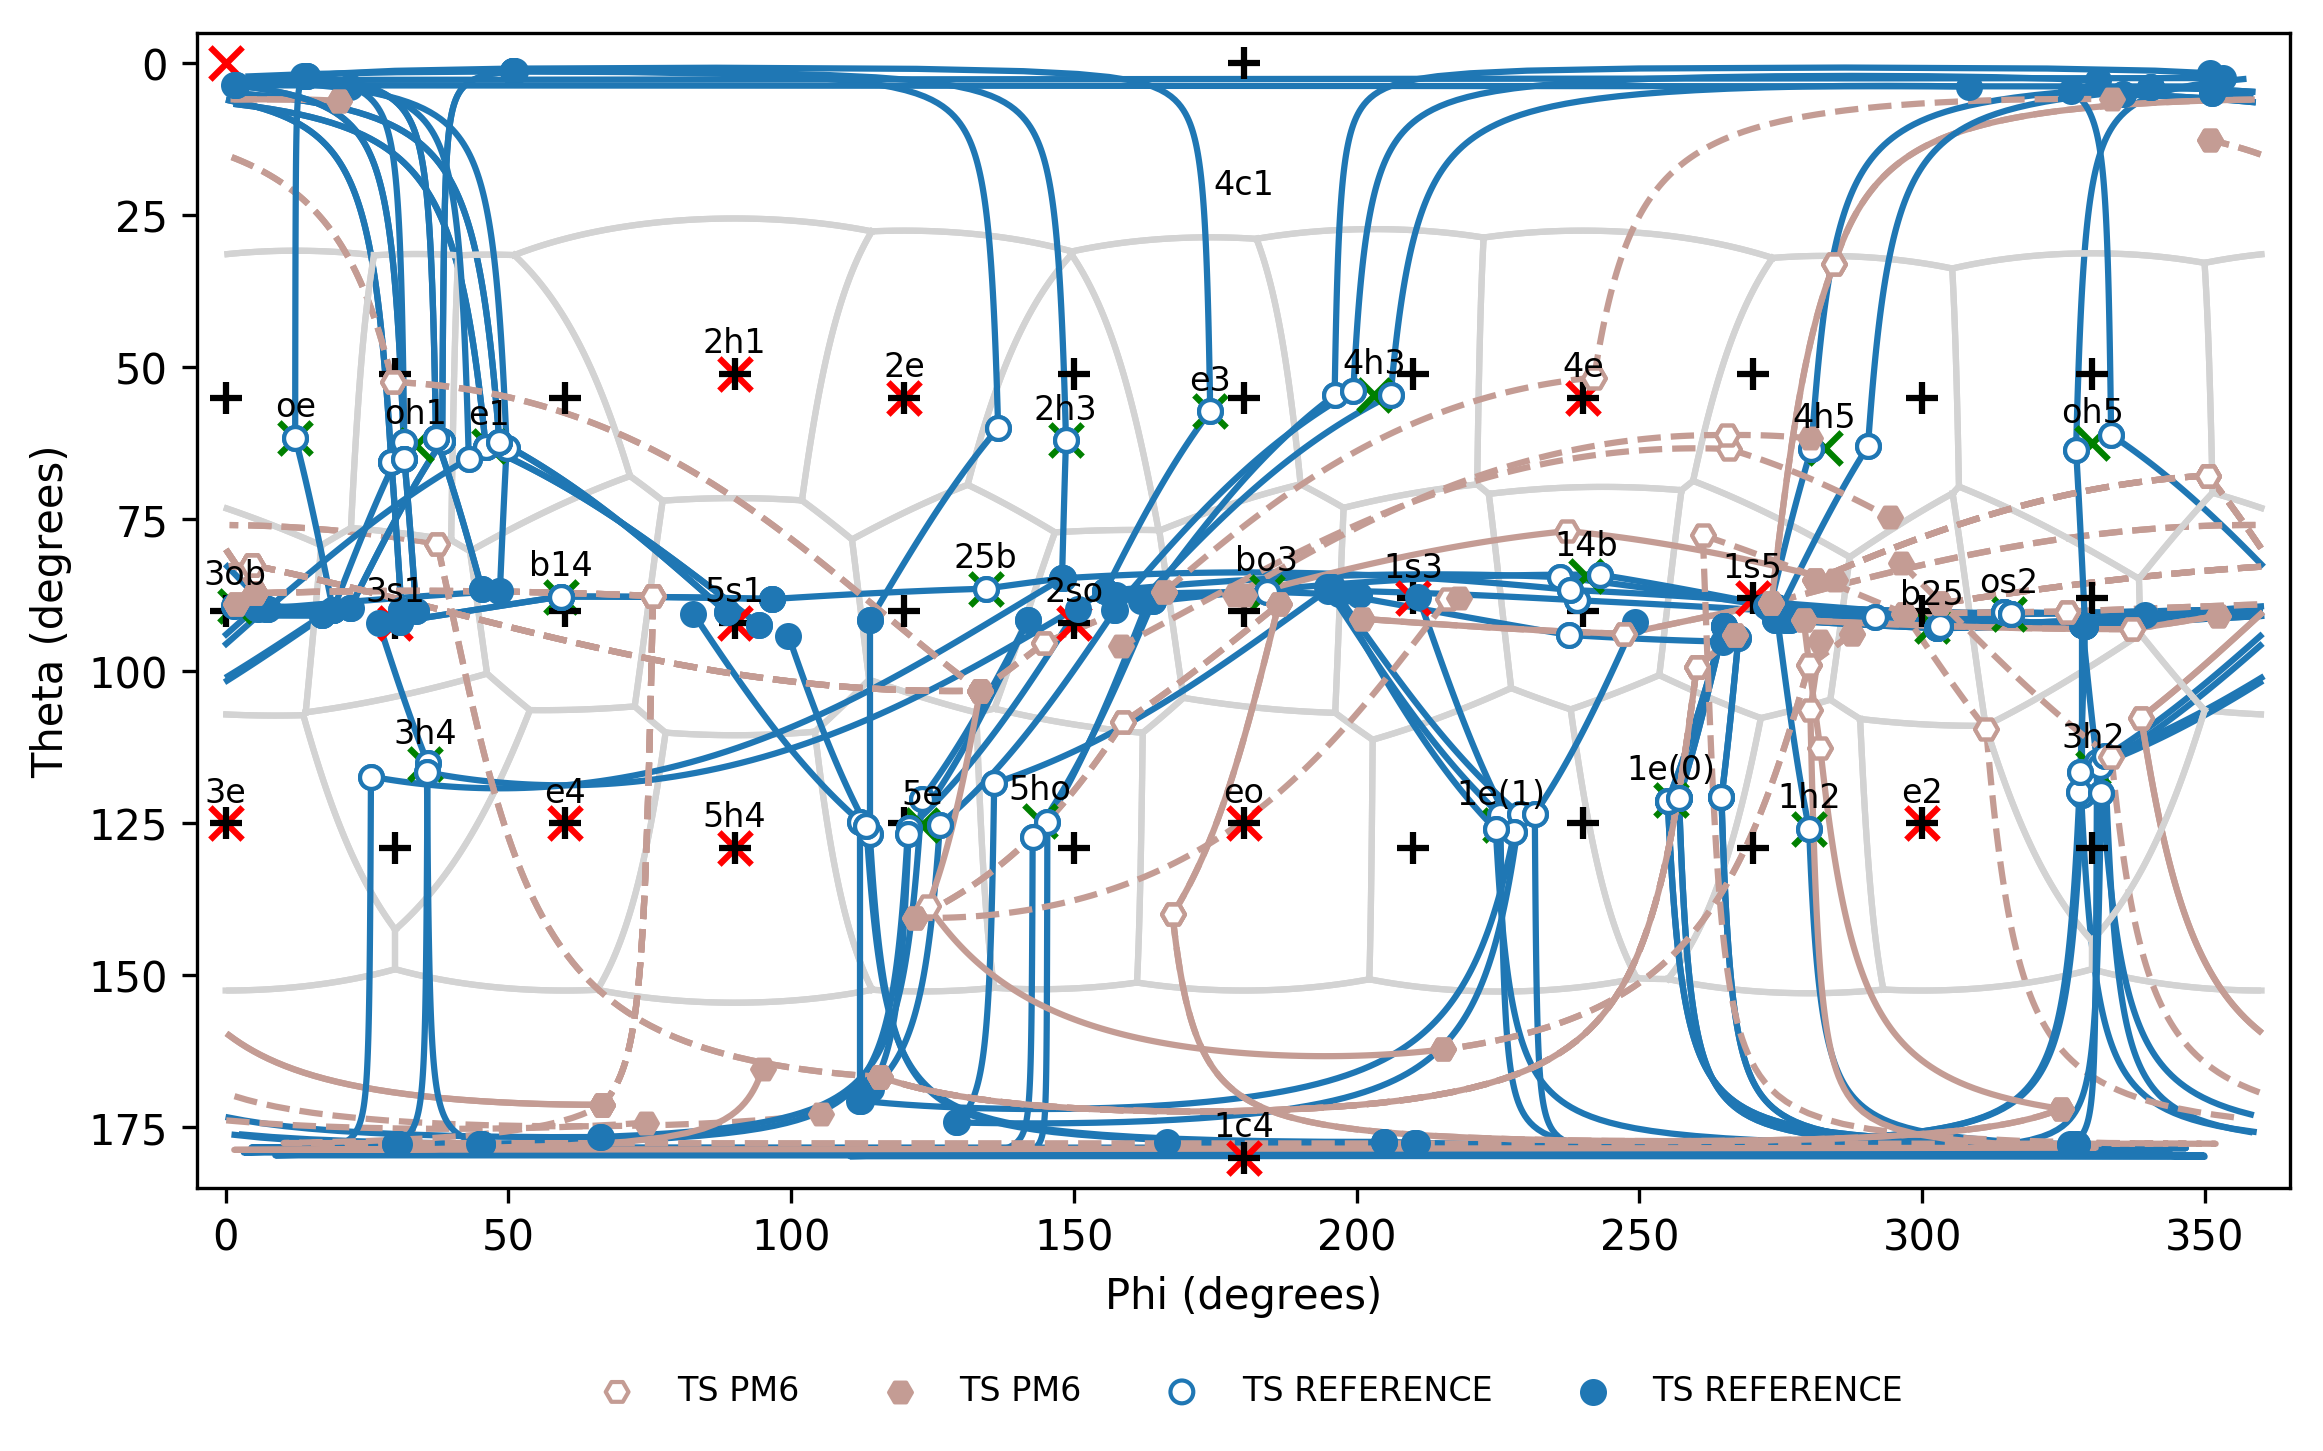 0
25
50
75
100
125
150
175
Theta (degrees)
4c1
2h1
2e
e3
4h3
4e
oe
oh1
e1
2h3
4h5
oh5
3ob
3s1
b14
5s1
25b
2so
bo3
1s3
14b
1s5
b25
os2
3h4
3h2
3e
e4
5h4
5e
5ho
eo
1e(1)
1e(0)
1h2
e2
1c4
0
50
100
150
200
250
300
350
Phi (degrees)
TS PM6
TS PM6
TS REFERENCE
TS REFERENCE